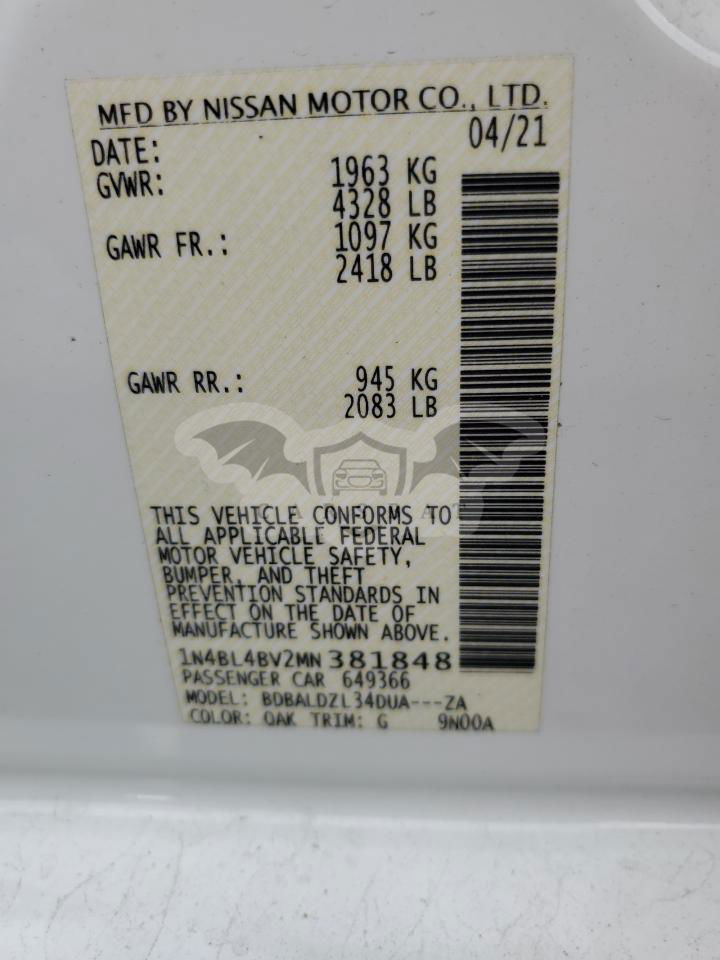 MFD BY NISSAN MOTOR CO., LTD.
DATE: 04/21
GVWR: 1963 KG
4328 LB
GAWR FR.: 1097 KG
2418 LB
GAWR RR.: 945 KG
2083 LB
THIS VEHICLE CONFORMS TO
ALL APPLICABLE FEDERAL
MOTOR VEHICLE SAFETY,
BUMPER, AND THEFT
PREVENTION STANDARDS IN
EFFECT ON THE DATE OF
MANUFACTURE SHOWN ABOVE.
1N4BL4BV2MN381848
PASSENGER CAR 649366
MODEL: BDBALDZL34DUA---ZA
COLOR: QAK TRIM: G 9N00A